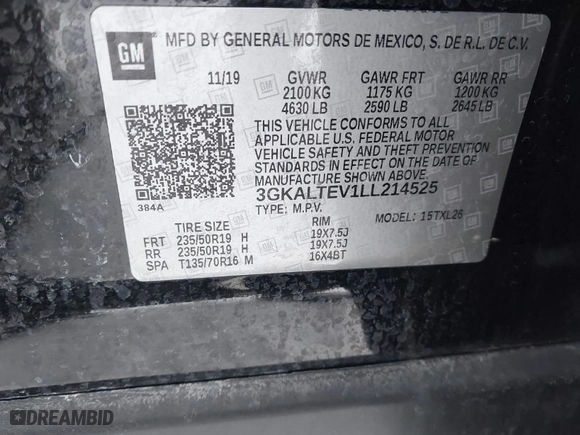 GM
MFD BY GENERAL MOTORS DE MEXICO, S. DE R.L. DE C.V.
11/19 GVWR GAWR FRT GAWR RR
2100 KG 1175 KG 1200 KG
4630 LB 2590 LB 2645 LB
THIS VEHICLE CONFORMS TO ALL
APPLICABLE U.S. FEDERAL MOTOR
VEHICLE SAFETY AND THEFT PREVENTION
STANDARDS IN EFFECT ON THE DATE OF
MANUFACTURE SHOWN ABOVE.
384A
3GKALTEV1LL214525
TYPE: M.P.V. MODEL: 15TXL26
TIRE SIZE RIM
FRT 235/50R19 H 19X7.5J
RR 235/50R19 H 19X7.5J
SPA T135/70R16 M 16X4BT
DREAMBID